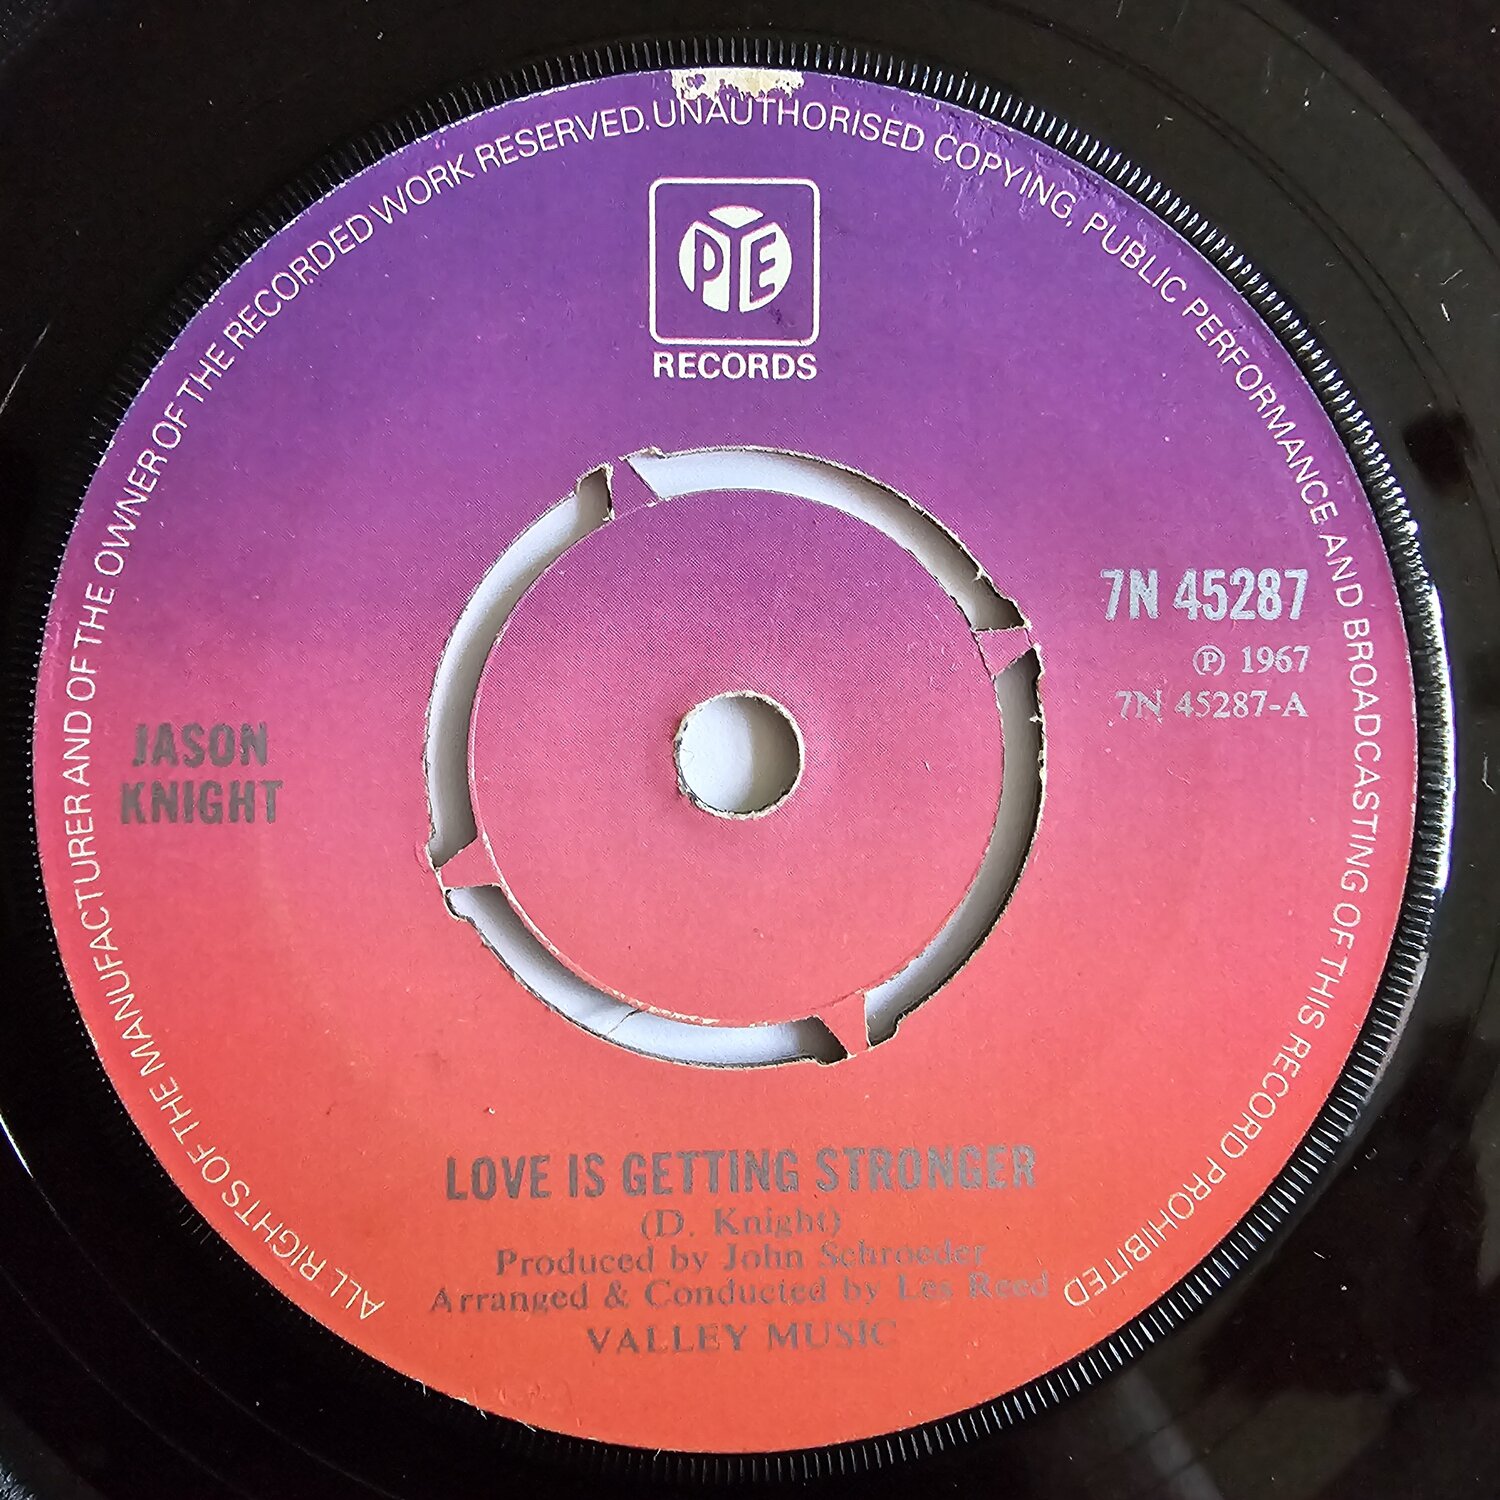 ALL RIGHTS OF THE MANUFACTURER AND OF THE OWNER OF THE RECORDED WORK RESERVED. UNAUTHORISED COPYING, PUBLIC PERFORMANCE AND BROADCASTING OF THIS RECORD PROHIBITED
PYE
RECORDS
7N 45287
℗ 1967
7N 45287-A
JASON
KNIGHT
LOVE IS GETTING STRONGER
(D. Knight)
Produced by John Schroeder
Arranged & Conducted by Les Reed
VALLEY MUSIC